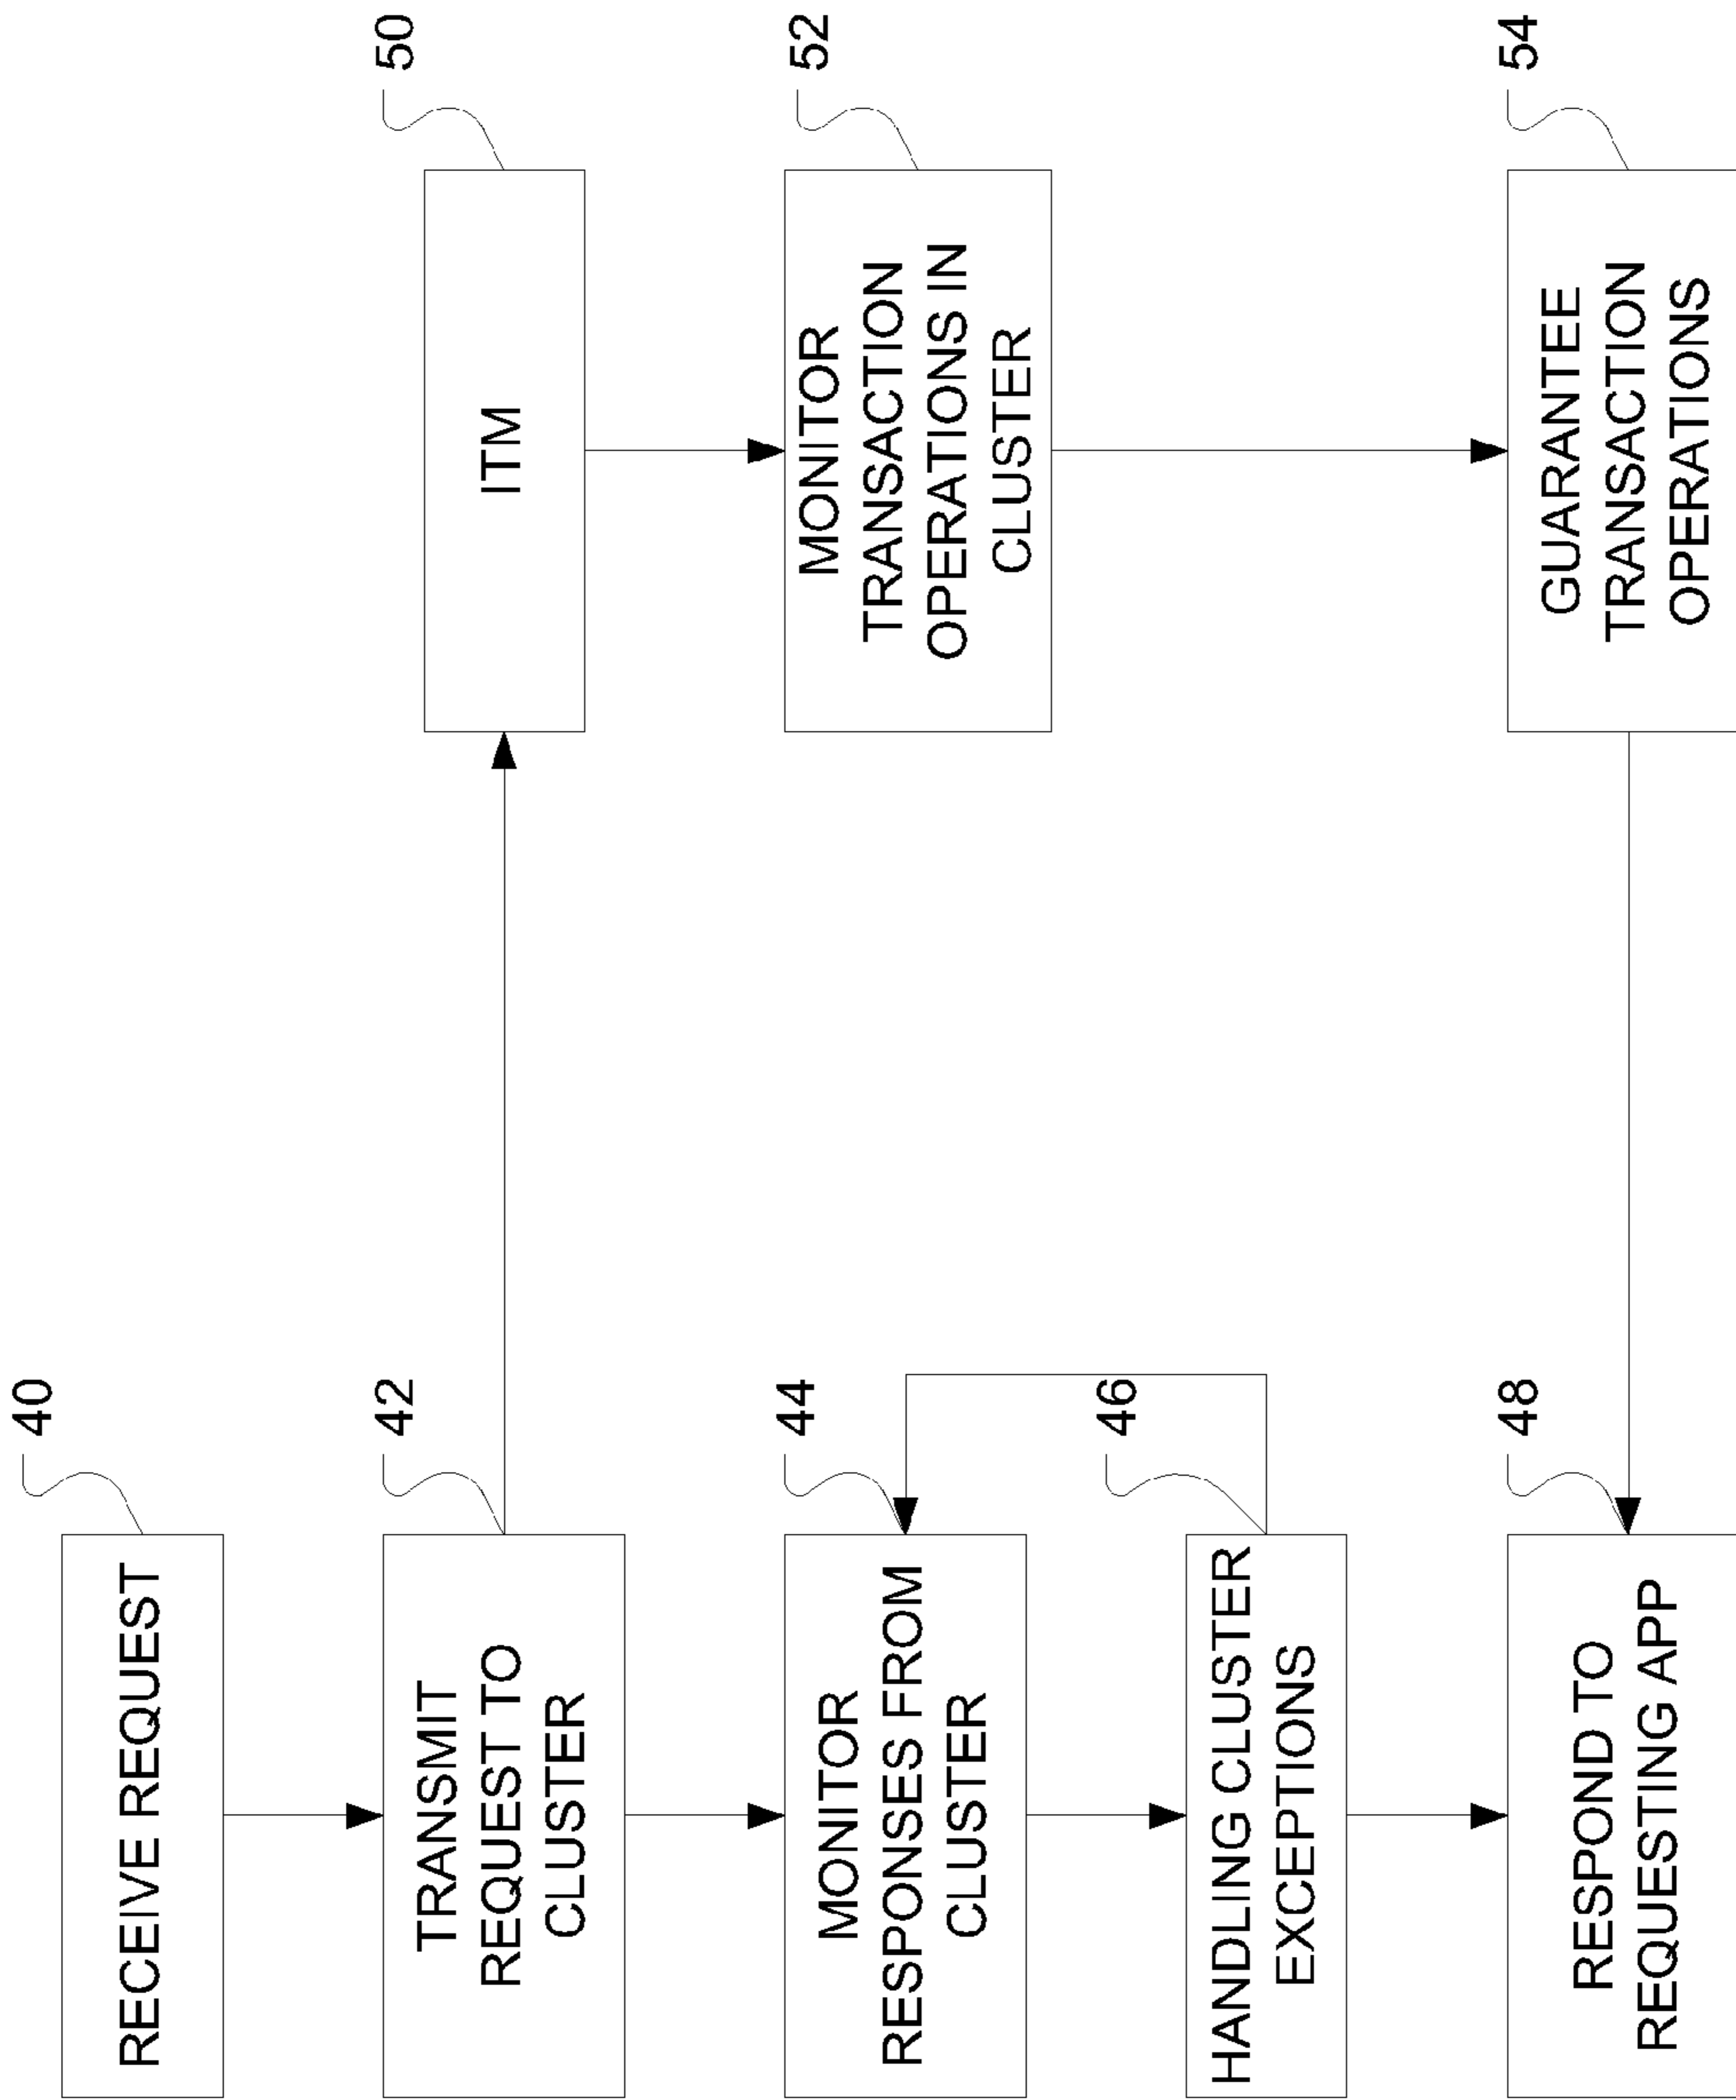 40
RECEIVE REQUEST
42
TRANSMIT
REQUEST TO
CLUSTER
44
MONITOR
RESPONSES FROM
CLUSTER
46
HANDLING CLUSTER
EXCEPTIONS
48
RESPOND TO
REQUESTING APP
50
ITM
52
MONITOR
TRANSACTION
OPERATIONS IN
CLUSTER
54
GUARANTEE
TRANSACTION
OPERATIONS